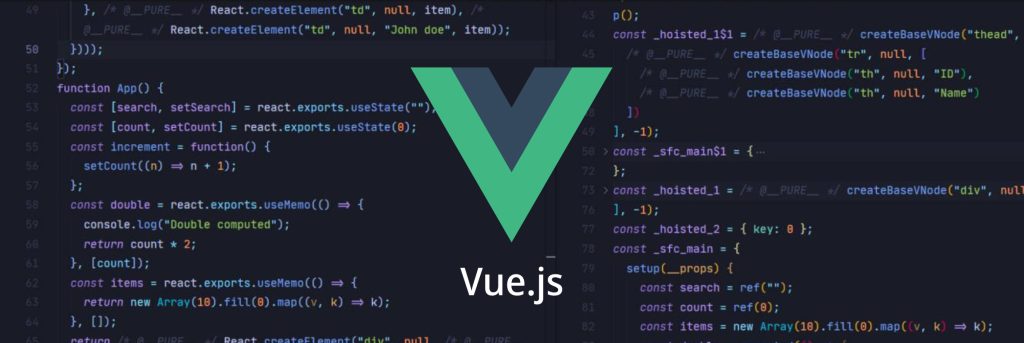 49 }, /* @__PURE__ */ React.createElement("td", null, item), /*
@__PURE__ */ React.createElement("td", null, "John doe", item));
50 })));
51 });
52 function App() {
53 const [search, setSearch] = react.exports.useState("");
54 const [count, setCount] = react.exports.useState(0);
55 const increment = function() {
56 setCount((n) => n + 1);
57 };
58 const double = react.exports.useMemo(() => {
59 console.log("Double computed");
60 return count * 2;
61 }, [count]);
62 const items = react.exports.useMemo(() => {
63 return new Array(10).fill(0).map((v, k) => k);
64 }, []);
65 return /* @__PURE__ */ React.createElement("div", null, /* @__PURE__
Vue.js
43 p();
44 const _hoisted_1$1 = /* @__PURE__ */ createBaseVNode("thead",
45 /* @__PURE__ */ createBaseVNode("tr", null, [
46 /* @__PURE__ */ createBaseVNode("th", null, "ID"),
47 /* @__PURE__ */ createBaseVNode("th", null, "Name")
48 ])
49 ], -1);
50 const _sfc_main$1 = {
72 };
73 const _hoisted_1 = /* @__PURE__ */ createBaseVNode("div", null
76 ], -1);
77 const _hoisted_2 = { key: 0 };
78 const _sfc_main = {
79 setup(__props) {
80 const search = ref("");
81 const count = ref(0);
82 const items = new Array(10).fill(0).map((v, k) => k);